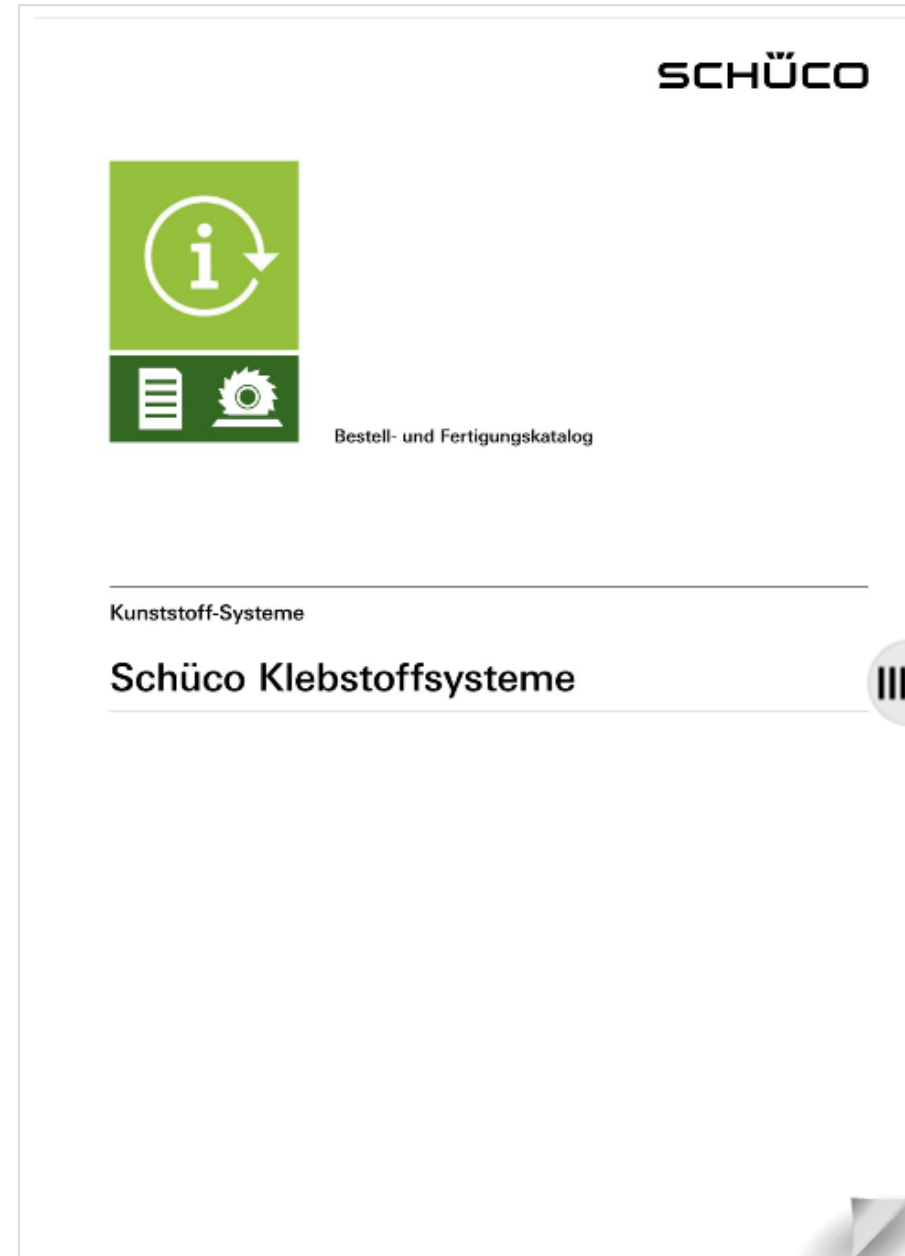 SCHÜCO
i
Bestell- und Fertigungskatalog
Kunststoff-Systeme
Schüco Klebstoffsysteme